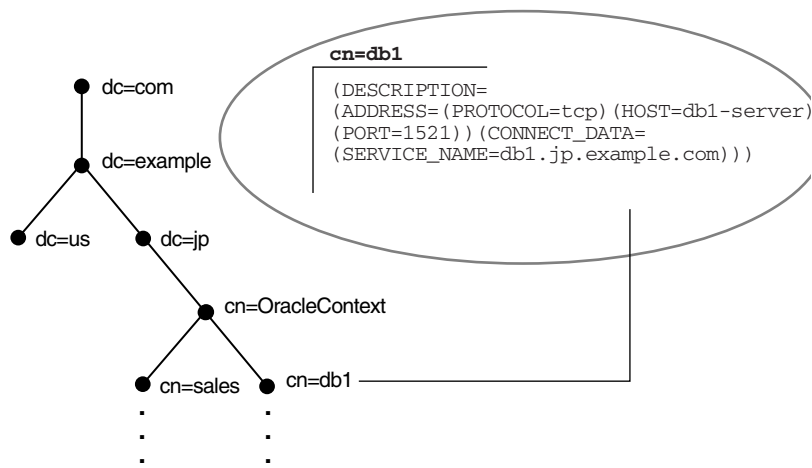 cn=db1
(DESCRIPTION=
(ADDRESS=(PROTOCOL=tcp)(HOST=db1-server)
(PORT=1521))(CONNECT_DATA=
(SERVICE_NAME=db1.jp.example.com)))
dc=com
dc=example
dc=us
dc=jp
cn=OracleContext
cn=sales
cn=db1